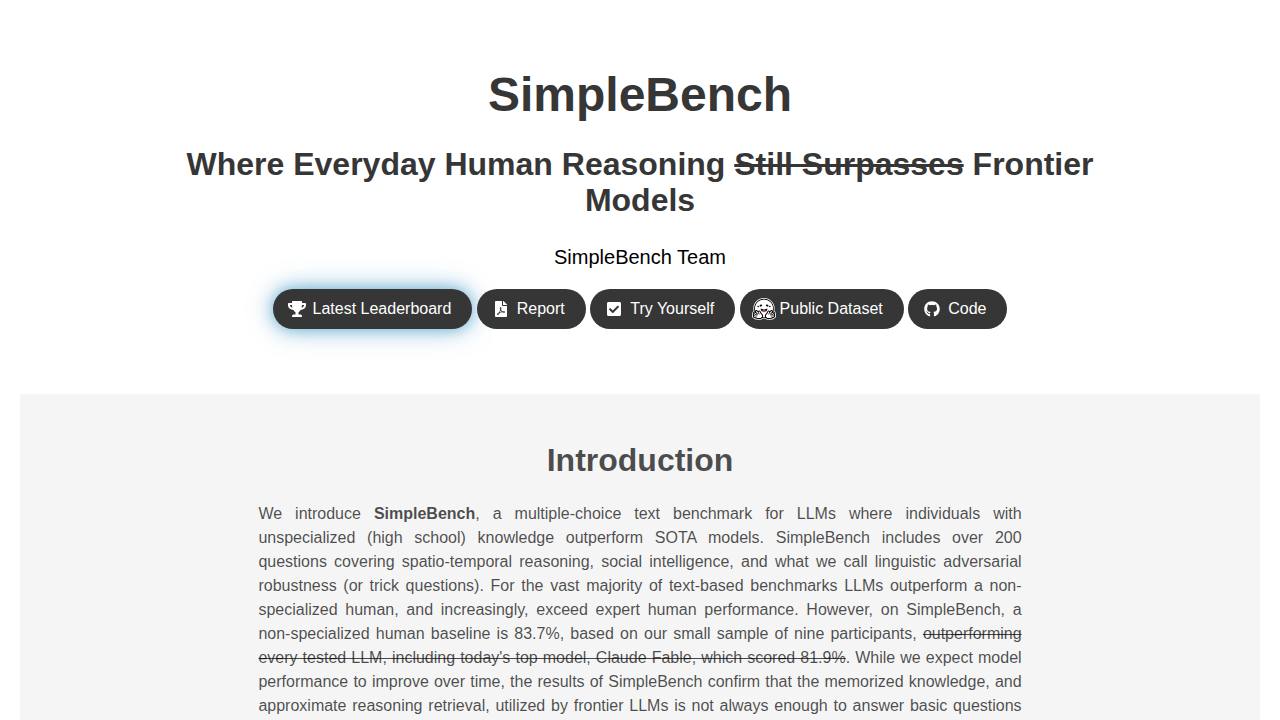 SimpleBench
Where Everyday Human Reasoning Still Surpasses Frontier
Models
SimpleBench Team
Latest Leaderboard Report Try Yourself Public Dataset Code
Introduction
We introduce SimpleBench, a multiple-choice text benchmark for LLMs where individuals with
unspecialized (high school) knowledge outperform SOTA models. SimpleBench includes over 200
questions covering spatio-temporal reasoning, social intelligence, and what we call linguistic adversarial
robustness (or trick questions). For the vast majority of text-based benchmarks LLMs outperform a non-
specialized human, and increasingly, exceed expert human performance. However, on SimpleBench, a
non-specialized human baseline is 83.7%, based on our small sample of nine participants, outperforming
every tested LLM, including today's top model, Claude Fable, which scored 81.9%. While we expect model
performance to improve over time, the results of SimpleBench confirm that the memorized knowledge, and
approximate reasoning retrieval, utilized by frontier LLMs is not always enough to answer basic questions